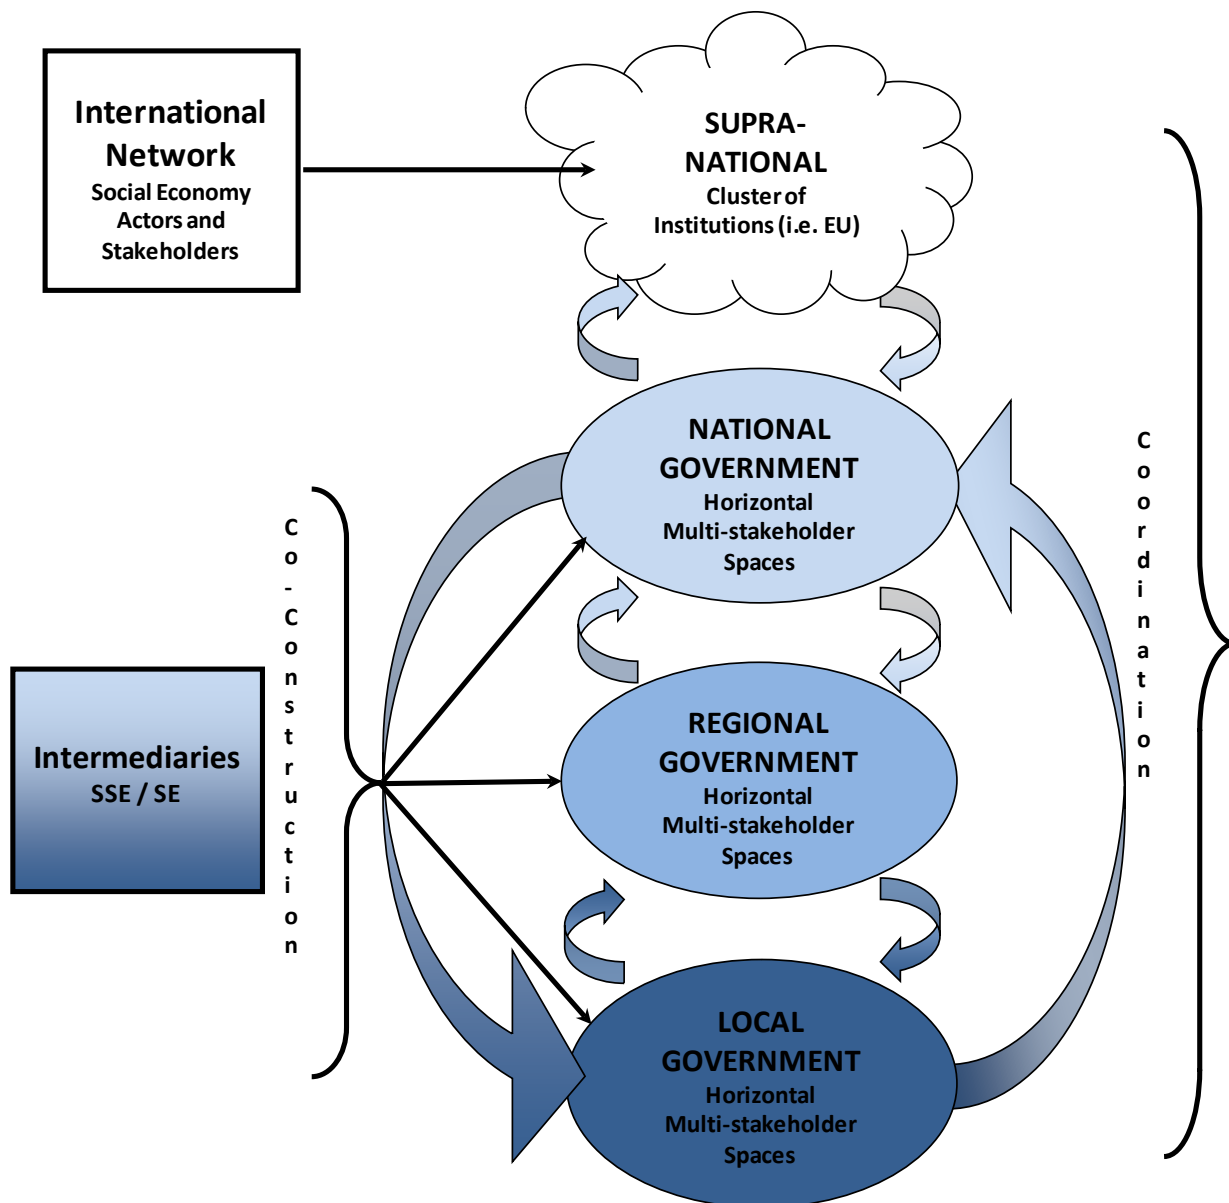 International
Network
Social Economy
Actors and
Stakeholders
SUPRA-
NATIONAL
Cluster of
Institutions (i.e. EU)
NATIONAL
GOVERNMENT
Horizontal
Multi-stakeholder
Spaces
Co-Construction
Coordination
Intermediaries
SSE / SE
REGIONAL
GOVERNMENT
Horizontal
Multi-stakeholder
Spaces
LOCAL
GOVERNMENT
Horizontal
Multi-stakeholder
Spaces